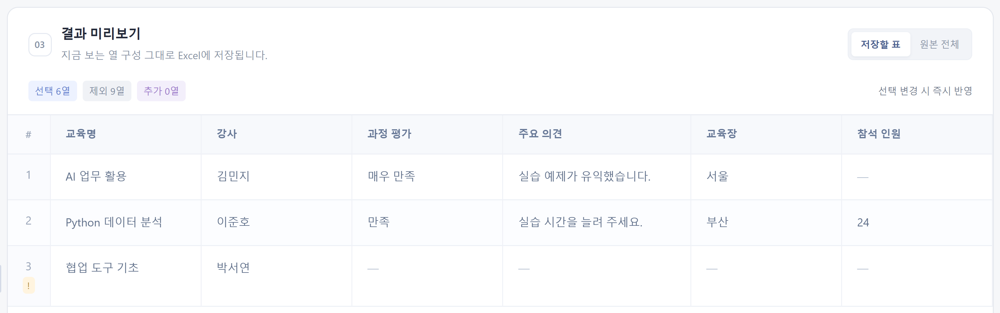 03
결과 미리보기
지금 보는 열 구성 그대로 Excel에 저장됩니다.
저장할 표 원본 전체
선택 6열 제외 9열 추가 0열
선택 변경 시 즉시 반영
# 교육명 강사 과정 평가 주요 의견 교육장 참석 인원
1 AI 업무 활용 김민지 매우 만족 실습 예제가 유익했습니다. 서울 —
2 Python 데이터 분석 이준호 만족 실습 시간을 늘려 주세요. 부산 24
3 협업 도구 기초 박서연 — — — —
!